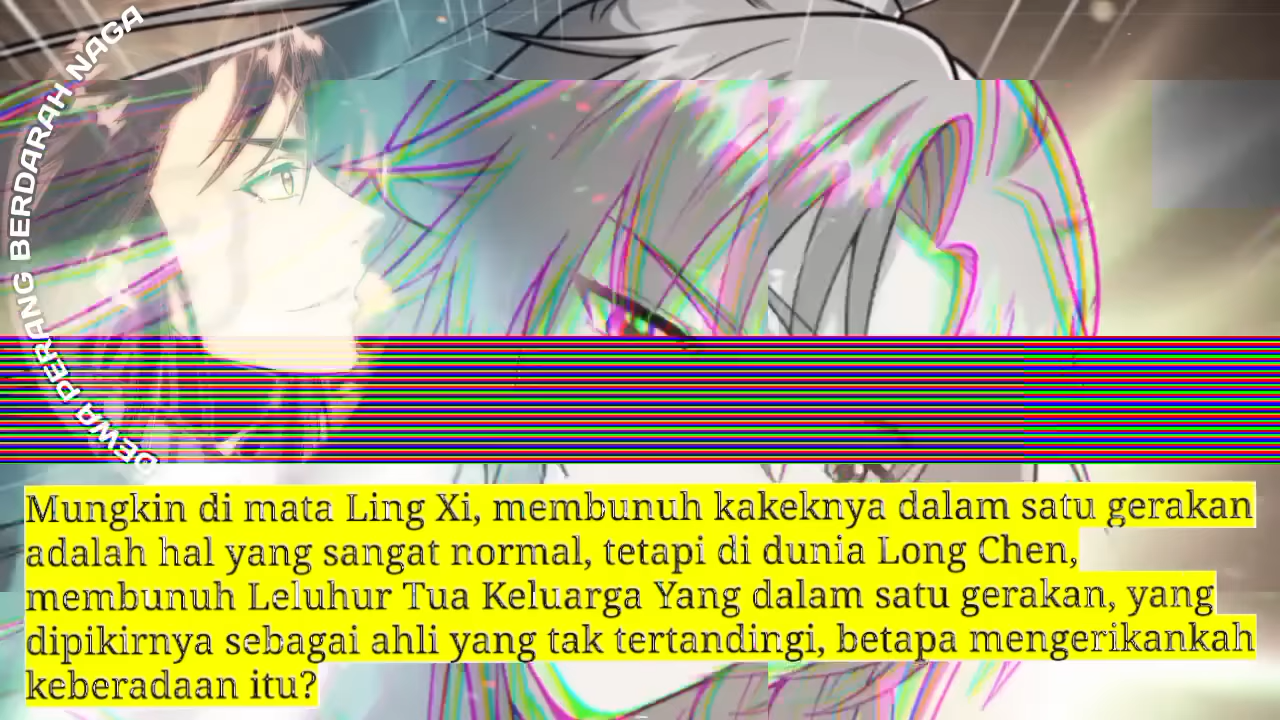 DEWA PERANG BERDARAH NAGA
Mungkin di mata Ling Xi, membunuh kakeknya dalam satu gerakan
adalah hal yang sangat normal, tetapi di dunia Long Chen,
membunuh Leluhur Tua Keluarga Yang dalam satu gerakan, yang
dipikirnya sebagai ahli yang tak tertandingi, betapa mengerikankah
keberadaan itu?